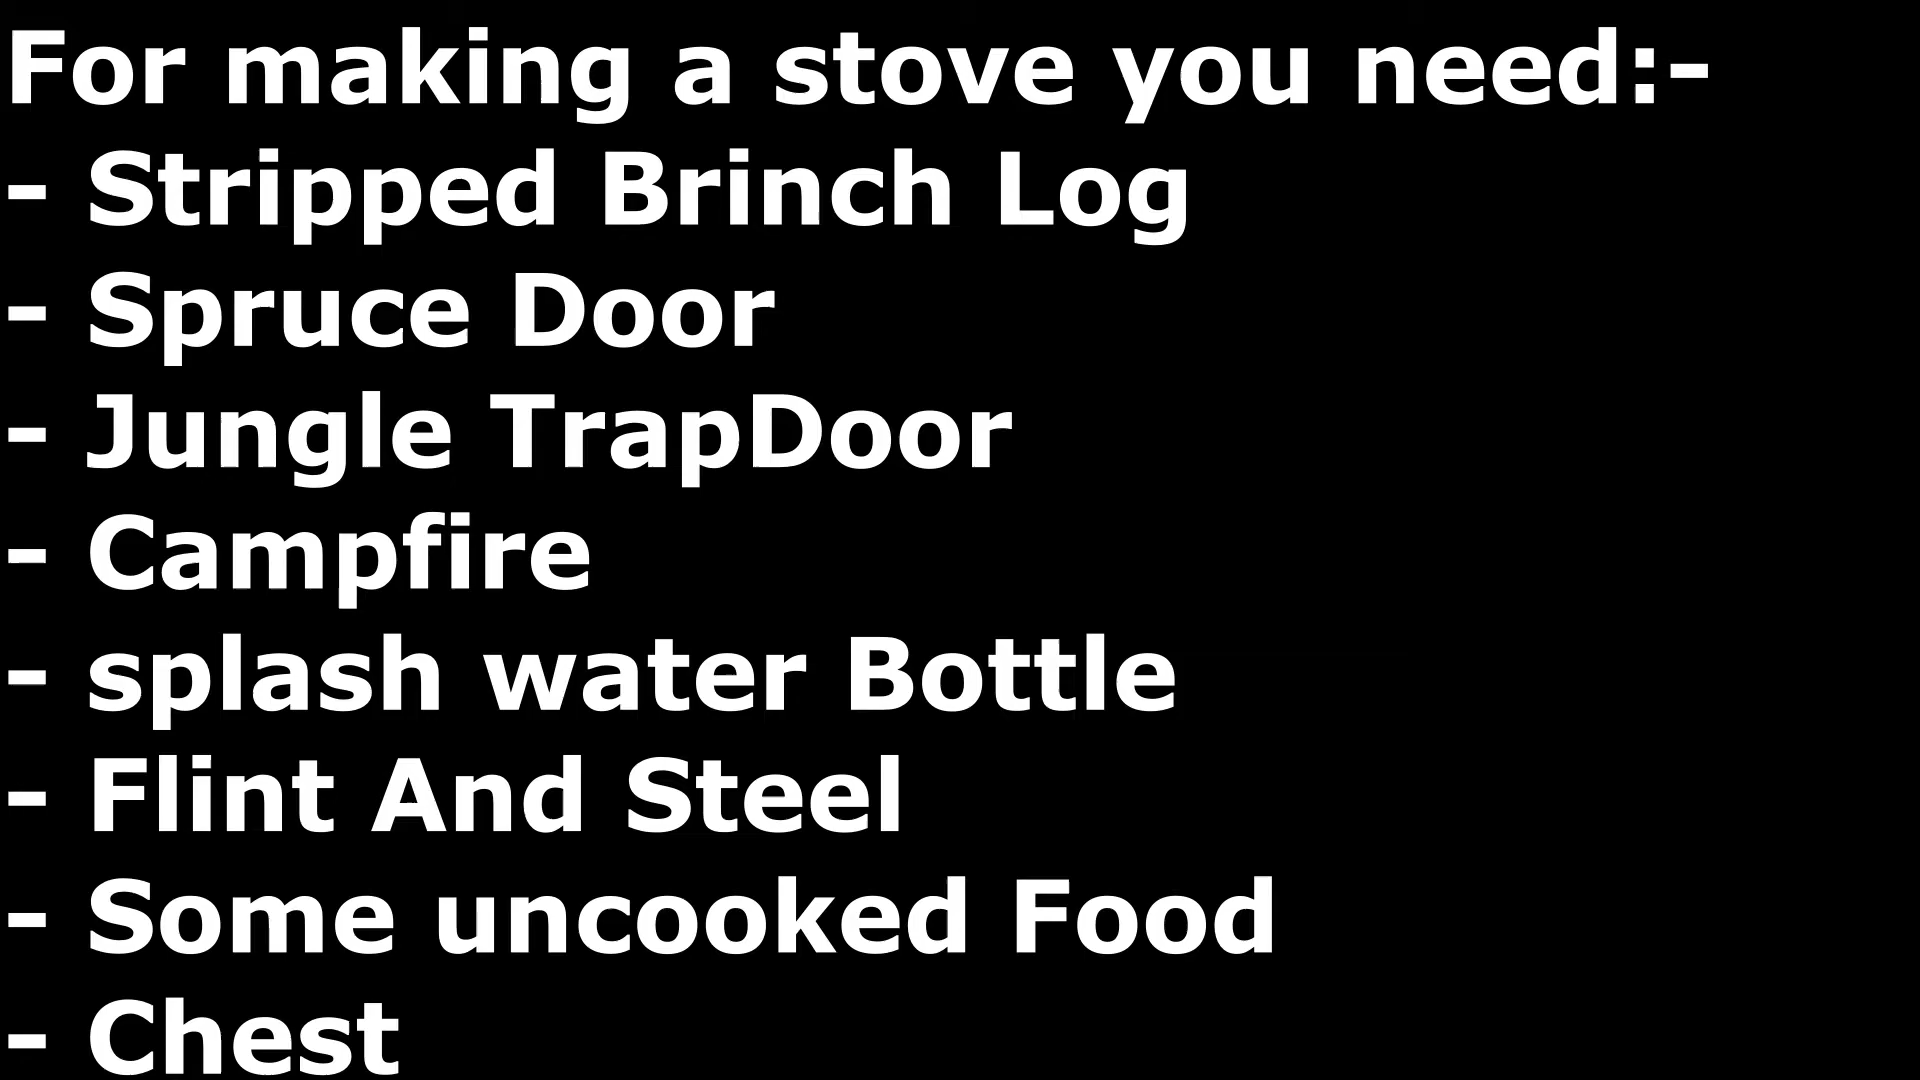 For making a stove you need:-
- Stripped Brinch Log
- Spruce Door
- Jungle TrapDoor
- Campfire
- splash water Bottle
- Flint And Steel
- Some uncooked Food
- Chest